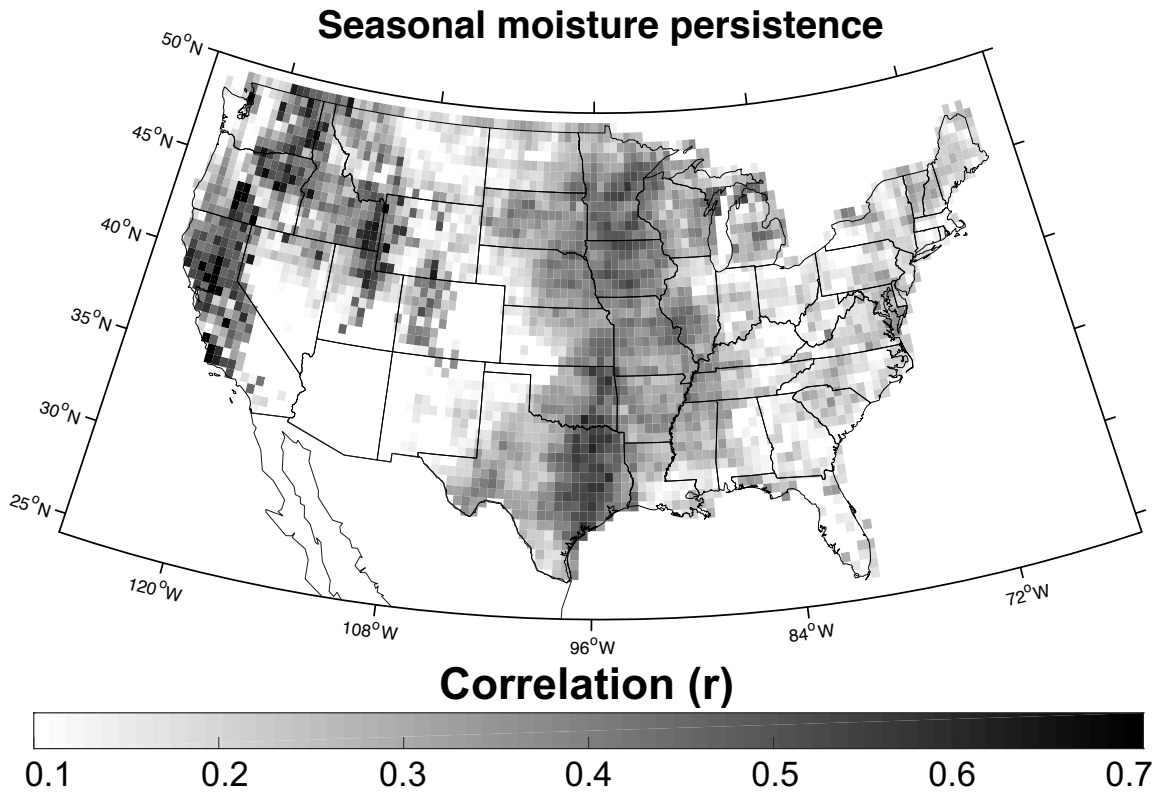 Seasonal moisture persistence
50°N
45°N
40°N
35°N
30°N
25°N
120°W
108°W
96°W
84°W
72°W
Correlation (r)
0.1 0.2 0.3 0.4 0.5 0.6 0.7